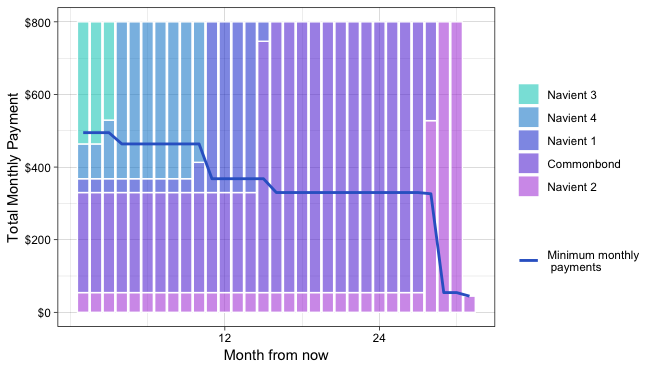 $800
$600
$400
$200
$0
Total Monthly Payment
12
24
Month from now
Navient 3
Navient 4
Navient 1
Commonbond
Navient 2
Minimum monthly
payments